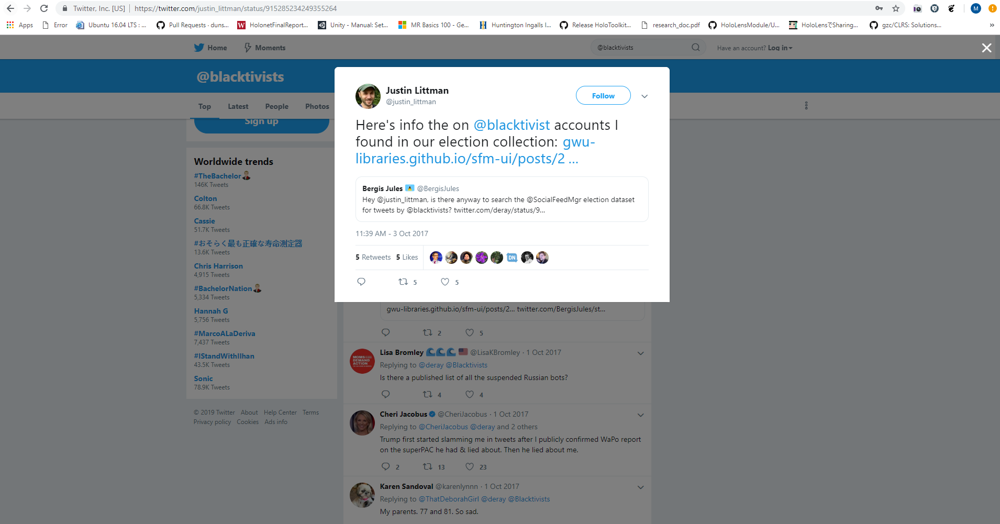 Twitter, Inc. [US] https://twitter.com/justin_littman/status/915285234249355264
M
Apps Error Ubuntu 16.04 LTS : ... Pull Requests · duns... HolonetFinalReport... Unity - Manual: Set... MR Basics 100 - Ge... Huntington Ingalls I... Release HoloToolkit... research_doc.pdf HoloLensModule/U... HoloLensでSharing... gzc/CLRS: Solutions... »
Home Moments @blacktivists Have an account? Log in
@blacktivists
Top Latest People Photos
Sign up
Worldwide trends
#TheBachelor
146K Tweets
Colton
66.8K Tweets
Cassie
51.7K Tweets
#おそらく最も正確な寿命測定器
13.6K Tweets
Chris Harrison
4,915 Tweets
#BachelorNation
5,334 Tweets
Hannah G
5,756 Tweets
#MarcoALaDeriva
7,437 Tweets
#IStandWithIlhan
43.5K Tweets
Sonic
78.9K Tweets
© 2019 Twitter About Help Center Terms
Privacy policy Cookies Ads info
Justin Littman
@justin_littman
Follow
Here's info the on @blacktivist accounts I
found in our election collection: gwu-
libraries.github.io/sfm-ui/posts/2 ...
Bergis Jules @BergisJules
Hey @justin_littman, is there anyway to search the @SocialFeedMgr election dataset
for tweets by @blacktivists? twitter.com/deray/status/9...
11:39 AM - 3 Oct 2017
5 Retweets 5 Likes
DN
5 5
gwu-libraries.github.io/sfm-ui/posts/2... twitter.com/BergisJules/st...
2 5
MOMS
DEMAND
ACTION
Lisa Bromley @LisaKBromley · 1 Oct 2017
Replying to @deray @Blacktivists
Is there a published list of all the suspended Russian bots?
4 4
Cheri Jacobus @CheriJacobus · 1 Oct 2017
Replying to @CheriJacobus @deray and 2 others
Trump first started slamming me in tweets after I publicly confirmed WaPo report
on the superPAC he had & lied about. Then he lied about me.
2 13 23
Karen Sandoval @karenlynnn · 1 Oct 2017
Replying to @ThatDeborahGirl @deray @Blacktivists
My parents. 77 and 81. So sad.